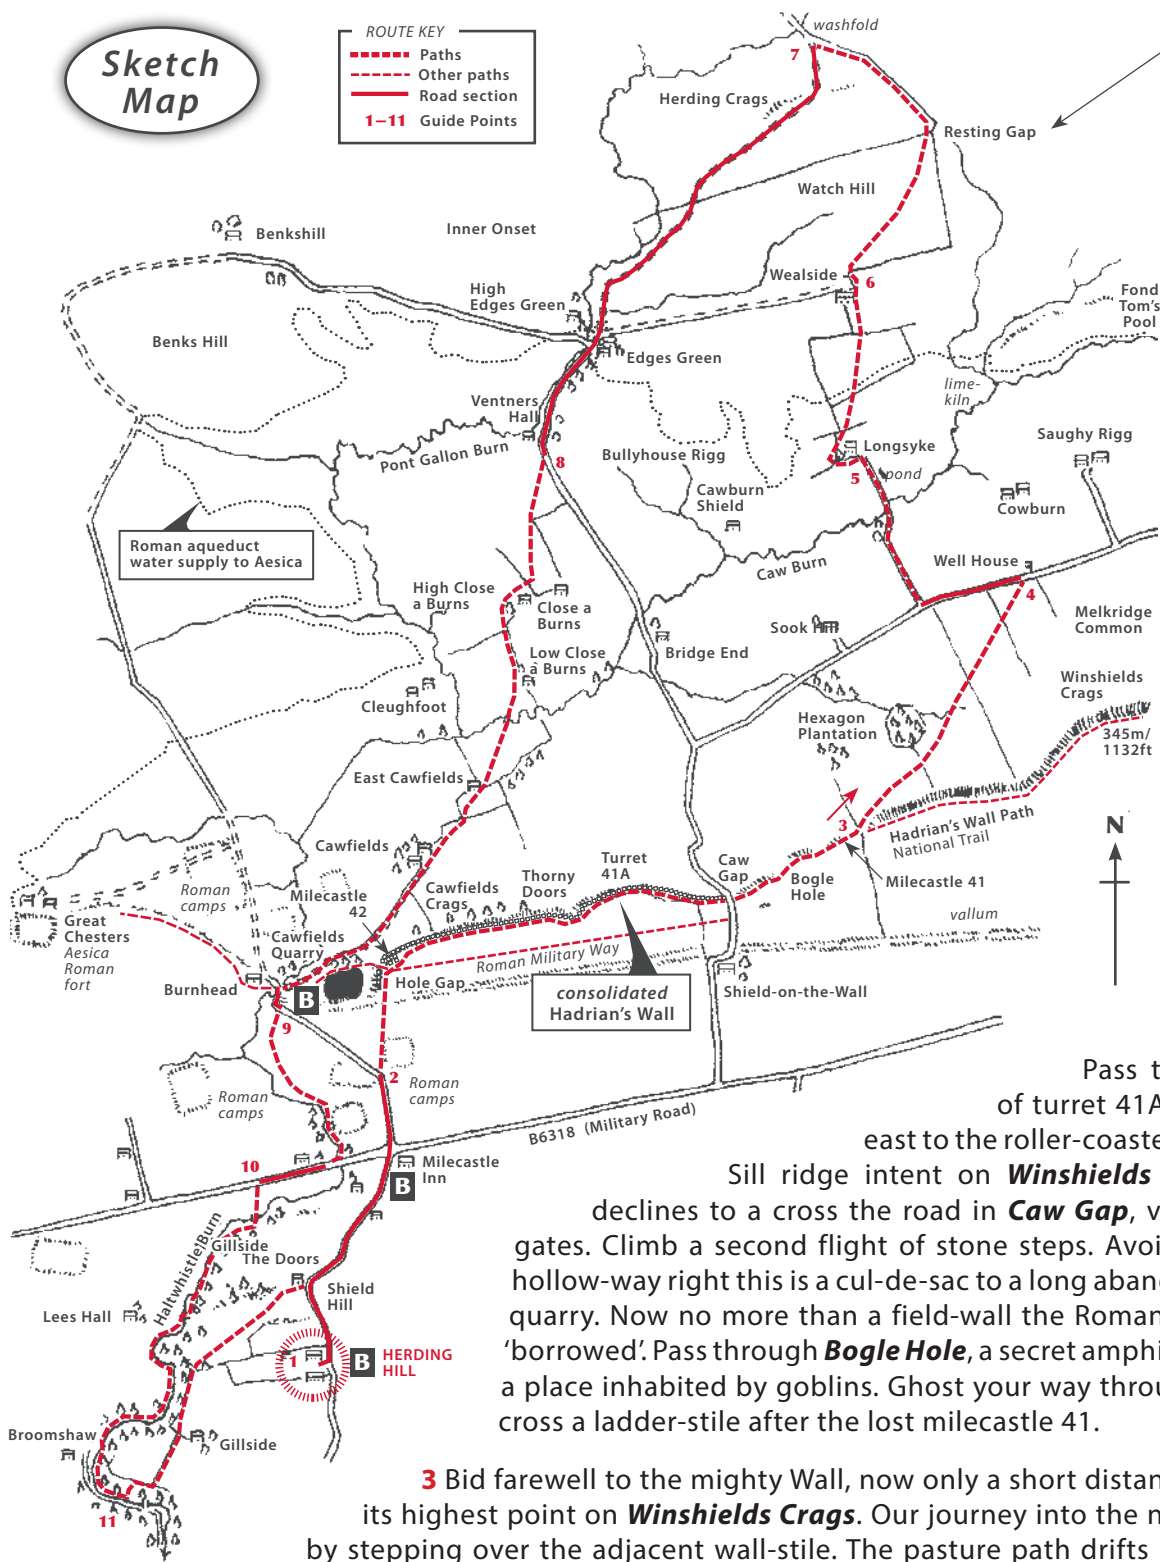 Sketch
Map
ROUTE KEY
Paths
Other paths
Road section
1–11 Guide Points
washfold
7
Herding Crags
Resting Gap
Watch Hill
Benkshill
Inner Onset
Wealside
6
High
Edges Green
Fond
Tom's
Pool
Benks Hill
Edges Green
lime-
kiln
Ventners
Hall
Longsyke
Saughy Rigg
Pont Gallon Burn
8
Bullyhouse Rigg
5
pond
Cawburn
Shield
Cowburn
Roman aqueduct
water supply to Aesica
Caw Burn
Well House
4
High Close
a Burns
Close a
Burns
Melkridge
Common
Sook Hill
Bridge End
Low Close
a Burns
Winshields
Crags
Cleughfoot
Hexagon
Plantation
345m/
1132ft
East Cawfields
3
Hadrian's Wall Path
National Trail
N
Cawfields
Turret
41A
Caw
Gap
Thorny
Doors
Bogle
Hole
Milecastle 41
Roman
camps
Milecastle
42
Cawfields
Crags
Great
Chesters
Aesica
Roman
fort
Cawfields
Quarry
vallum
Roman Military Way
Burnhead
B
Hole Gap
consolidated
Hadrian's Wall
Shield-on-the-Wall
9
2
Roman
camps
Roman
camps
B6318 (Military Road)
10
Milecastle
Inn
B
Haltwhistle Burn
Gillside
The Doors
Shield
Hill
Lees Hall
1
B
HERDING
HILL
Broomshaw
Gillside
11
Pass t
of turret 41A
east to the roller-coaste
Sill ridge intent on Winshields
declines to a cross the road in Caw Gap, v
gates. Climb a second flight of stone steps. Avoi
hollow-way right this is a cul-de-sac to a long aban
quarry. Now no more than a field-wall the Roman
'borrowed'. Pass through Bogle Hole, a secret amphi
a place inhabited by goblins. Ghost your way throu
cross a ladder-stile after the lost milecastle 41.
3 Bid farewell to the mighty Wall, now only a short distan
its highest point on Winshields Crags. Our journey into the n
by stepping over the adjacent wall-stile. The pasture path drifts